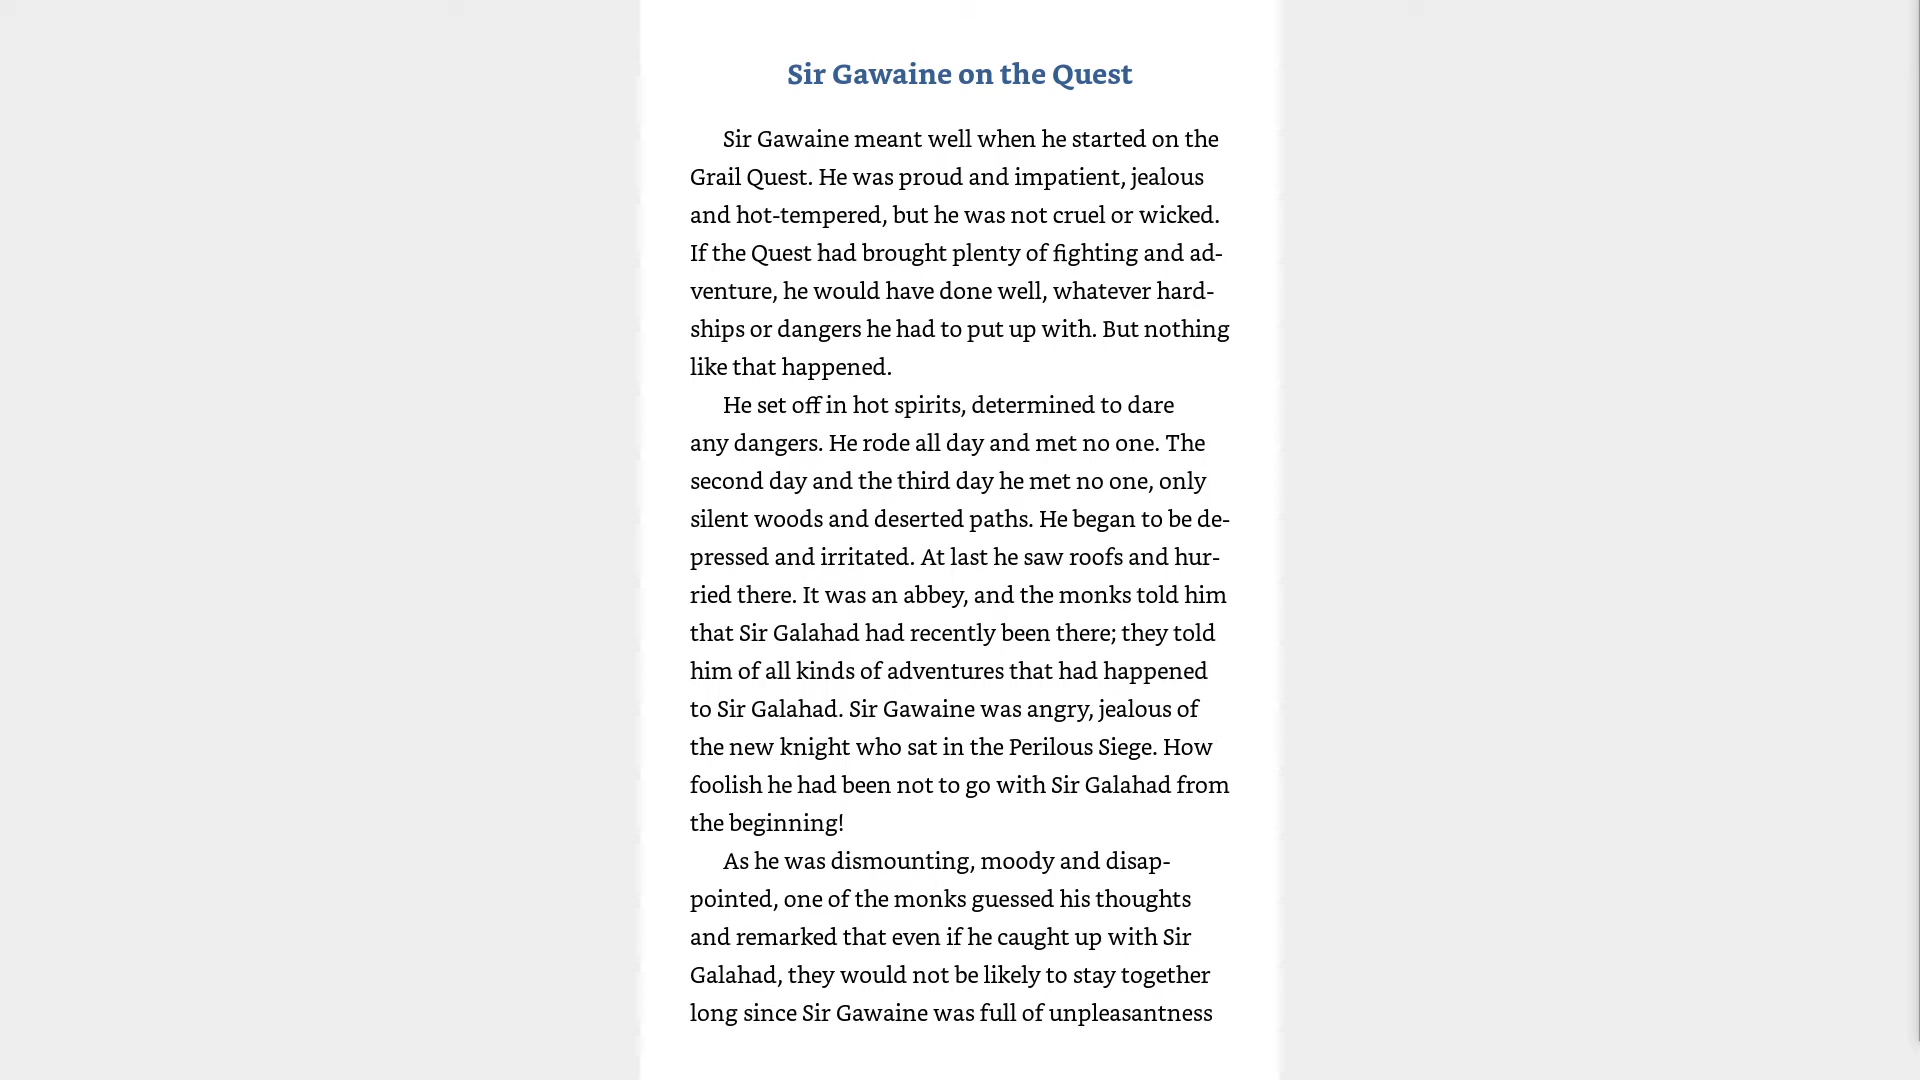 Sir Gawaine on the Quest
Sir Gawaine meant well when he started on the
Grail Quest. He was proud and impatient, jealous
and hot-tempered, but he was not cruel or wicked.
If the Quest had brought plenty of fighting and ad-
venture, he would have done well, whatever hard-
ships or dangers he had to put up with. But nothing
like that happened.
He set off in hot spirits, determined to dare
any dangers. He rode all day and met no one. The
second day and the third day he met no one, only
silent woods and deserted paths. He began to be de-
pressed and irritated. At last he saw roofs and hur-
ried there. It was an abbey, and the monks told him
that Sir Galahad had recently been there; they told
him of all kinds of adventures that had happened
to Sir Galahad. Sir Gawaine was angry, jealous of
the new knight who sat in the Perilous Siege. How
foolish he had been not to go with Sir Galahad from
the beginning!
As he was dismounting, moody and disap-
pointed, one of the monks guessed his thoughts
and remarked that even if he caught up with Sir
Galahad, they would not be likely to stay together
long since Sir Gawaine was full of unpleasantness